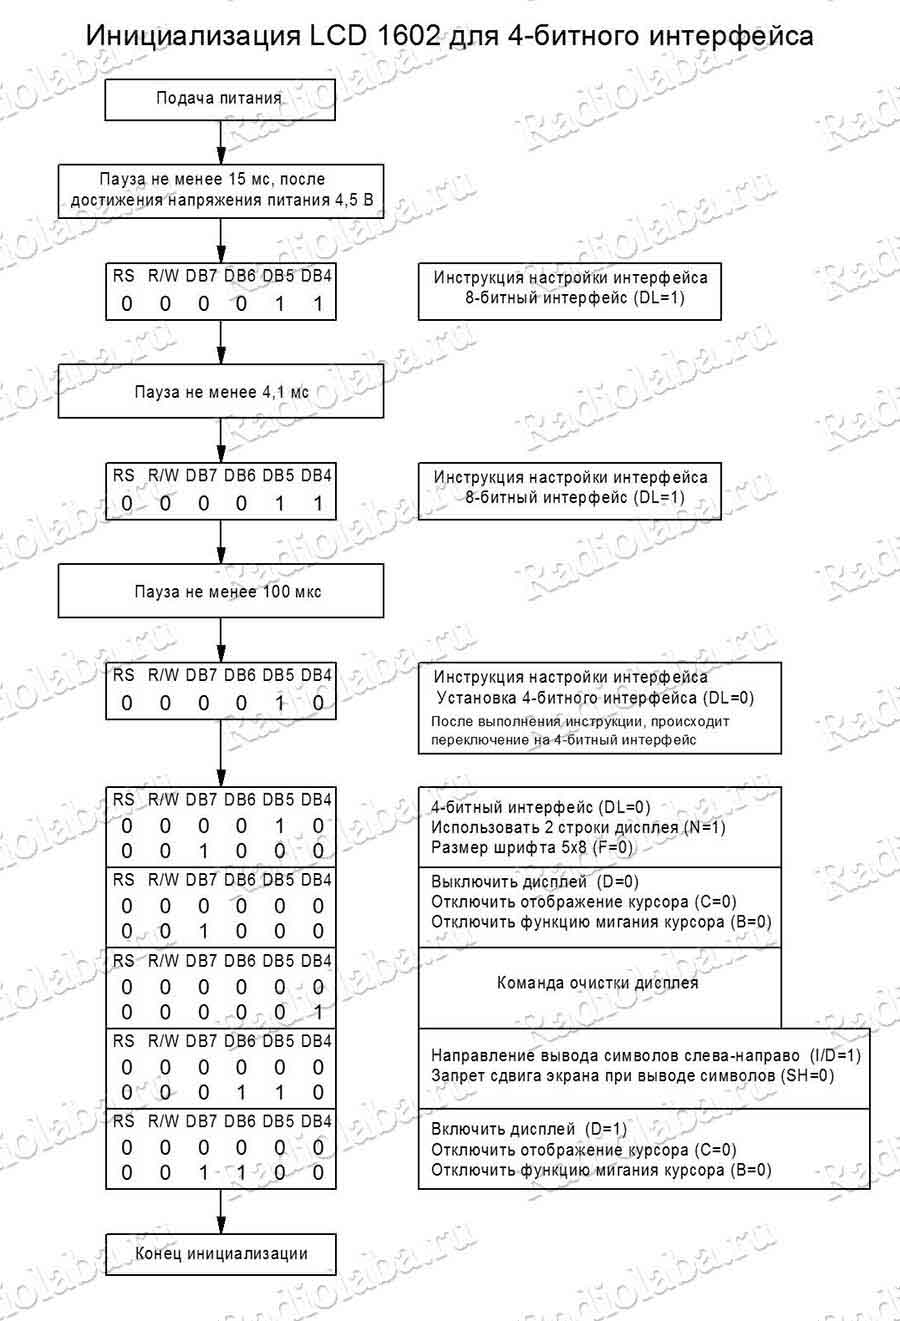 Инициализация LCD 1602 для 4-битного интерфейса
Подача питания
Пауза не менее 15 мс, после
достижения напряжения питания 4,5 В
RS R/W DB7 DB6 DB5 DB4
0 0 0 0 1 1
Инструкция настройки интерфейса
8-битный интерфейс (DL=1)
Пауза не менее 4,1 мс
RS R/W DB7 DB6 DB5 DB4
0 0 0 0 1 1
Инструкция настройки интерфейса
8-битный интерфейс (DL=1)
Пауза не менее 100 мкс
RS R/W DB7 DB6 DB5 DB4
0 0 0 0 1 0
Инструкция настройки интерфейса
Установка 4-битного интерфейса (DL=0)
После выполнения инструкции, происходит
переключение на 4-битный интерфейс
RS R/W DB7 DB6 DB5 DB4
0 0 0 0 1 0
0 0 1 0 0 0
4-битный интерфейс (DL=0)
Использовать 2 строки дисплея (N=1)
Размер шрифта 5x8 (F=0)
RS R/W DB7 DB6 DB5 DB4
0 0 0 0 0 0
0 0 1 0 0 0
Выключить дисплей (D=0)
Отключить отображение курсора (C=0)
Отключить функцию мигания курсора (B=0)
RS R/W DB7 DB6 DB5 DB4
0 0 0 0 0 0
0 0 0 0 0 1
Команда очистки дисплея
RS R/W DB7 DB6 DB5 DB4
0 0 0 0 0 0
0 0 0 1 1 0
Направление вывода символов слева-направо (I/D=1)
Запрет сдвига экрана при выводе символов (SH=0)
RS R/W DB7 DB6 DB5 DB4
0 0 0 0 0 0
0 0 1 1 0 0
Включить дисплей (D=1)
Отключить отображение курсора (C=0)
Отключить функцию мигания курсора (B=0)
Конец инициализации
Radiolaba.ru